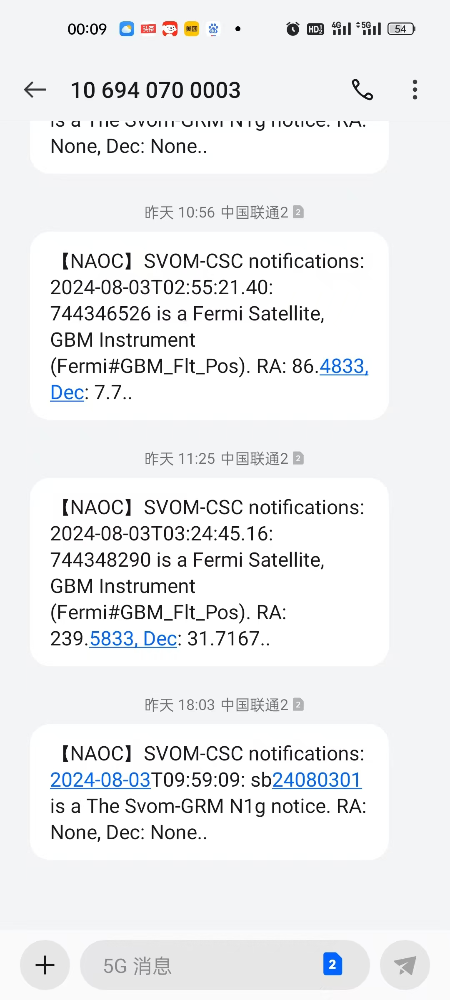 00:09 头条 美团 du HD 1 2 4G 5G 54
10 694 070 0003
is a The Svom-GRM N1g notice. RA:
None, Dec: None..
昨天 10:56 中国联通2 2
【NAOC】SVOM-CSC notifications:
2024-08-03T02:55:21.40:
744346526 is a Fermi Satellite,
GBM Instrument
(Fermi#GBM_Flt_Pos). RA: 86.4833,
Dec: 7.7..
昨天 11:25 中国联通2 2
【NAOC】SVOM-CSC notifications:
2024-08-03T03:24:45.16:
744348290 is a Fermi Satellite,
GBM Instrument
(Fermi#GBM_Flt_Pos). RA:
239.5833, Dec: 31.7167..
昨天 18:03 中国联通2 2
【NAOC】SVOM-CSC notifications:
2024-08-03T09:59:09: sb24080301
is a The Svom-GRM N1g notice. RA:
None, Dec: None..
5G 消息 2